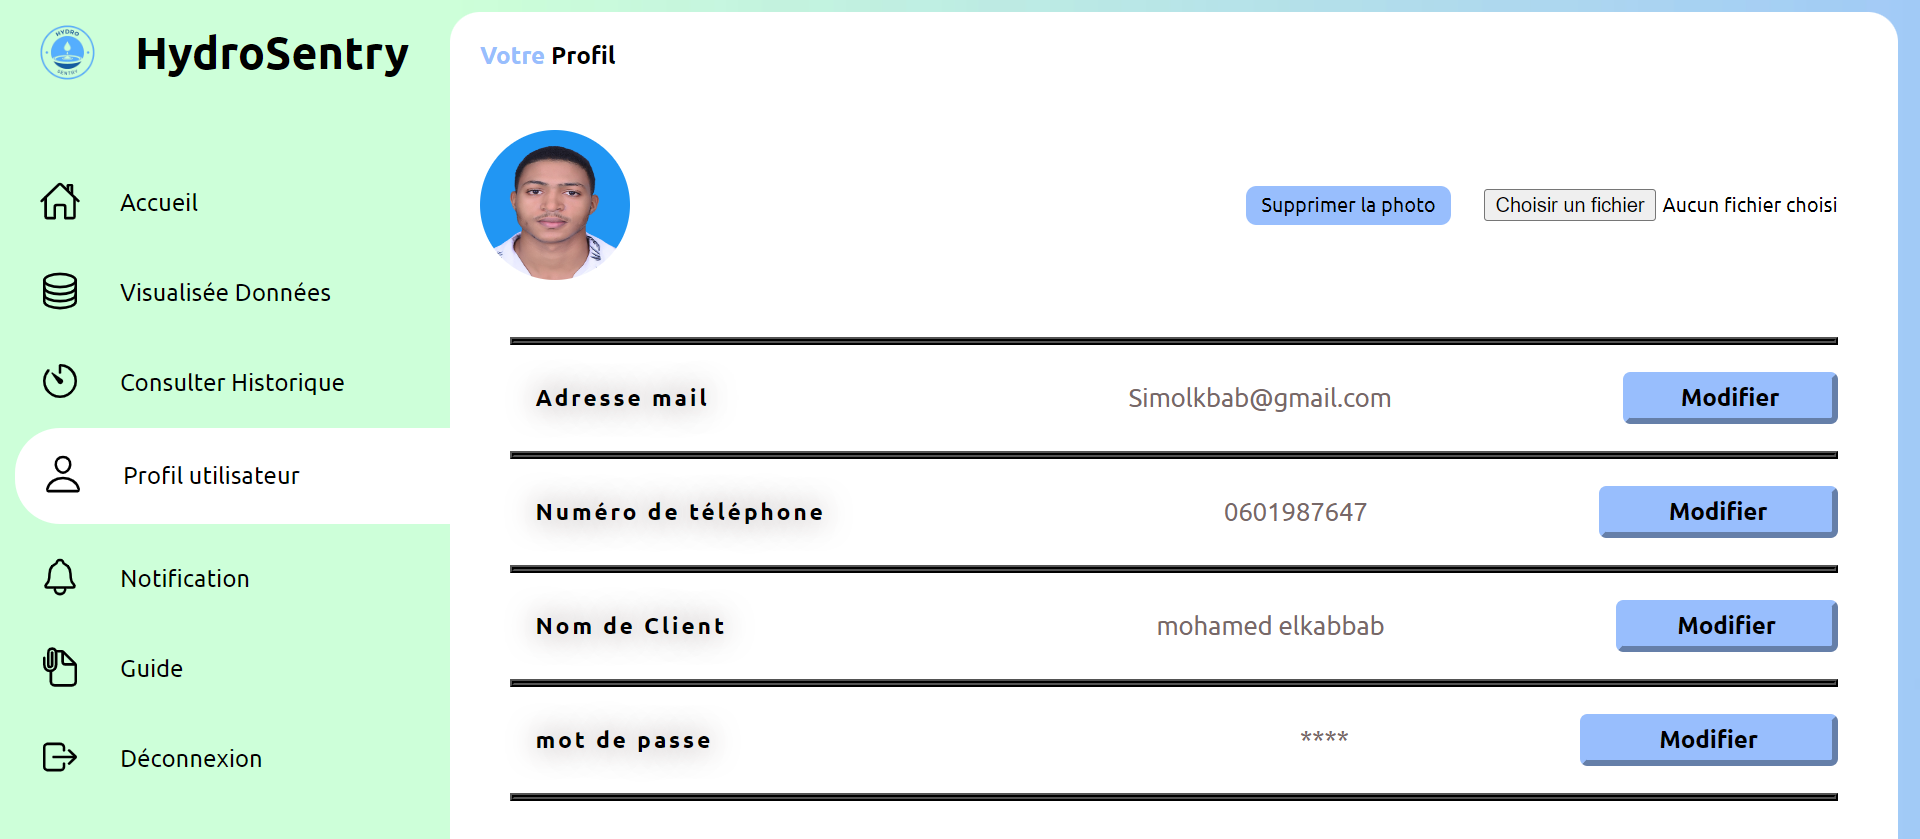 HYDRO
SENTRY
HydroSentry
Accueil
Visualisée Données
Consulter Historique
Profil utilisateur
Notification
Guide
Déconnexion
Votre Profil
Supprimer la photo
Choisir un fichier Aucun fichier choisi
Adresse mail Simolkbab@gmail.com Modifier
Numéro de téléphone 0601987647 Modifier
Nom de Client mohamed elkabbab Modifier
mot de passe **** Modifier